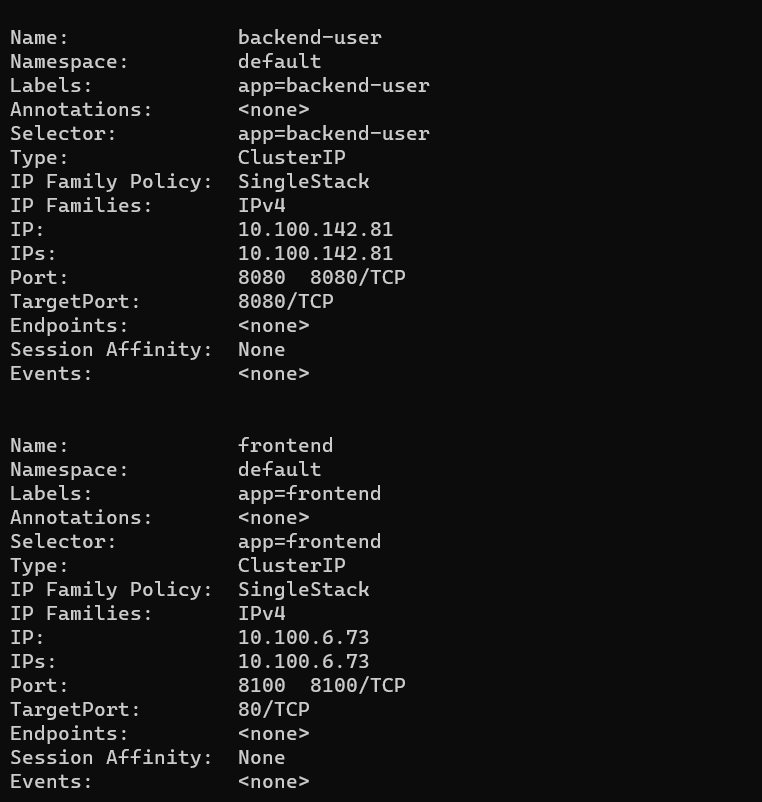 Name: backend-user
Namespace: default
Labels: app=backend-user
Annotations: <none>
Selector: app=backend-user
Type: ClusterIP
IP Family Policy: SingleStack
IP Families: IPv4
IP: 10.100.142.81
IPs: 10.100.142.81
Port: 8080 8080/TCP
TargetPort: 8080/TCP
Endpoints: <none>
Session Affinity: None
Events: <none>
Name: frontend
Namespace: default
Labels: app=frontend
Annotations: <none>
Selector: app=frontend
Type: ClusterIP
IP Family Policy: SingleStack
IP Families: IPv4
IP: 10.100.6.73
IPs: 10.100.6.73
Port: 8100 8100/TCP
TargetPort: 80/TCP
Endpoints: <none>
Session Affinity: None
Events: <none>